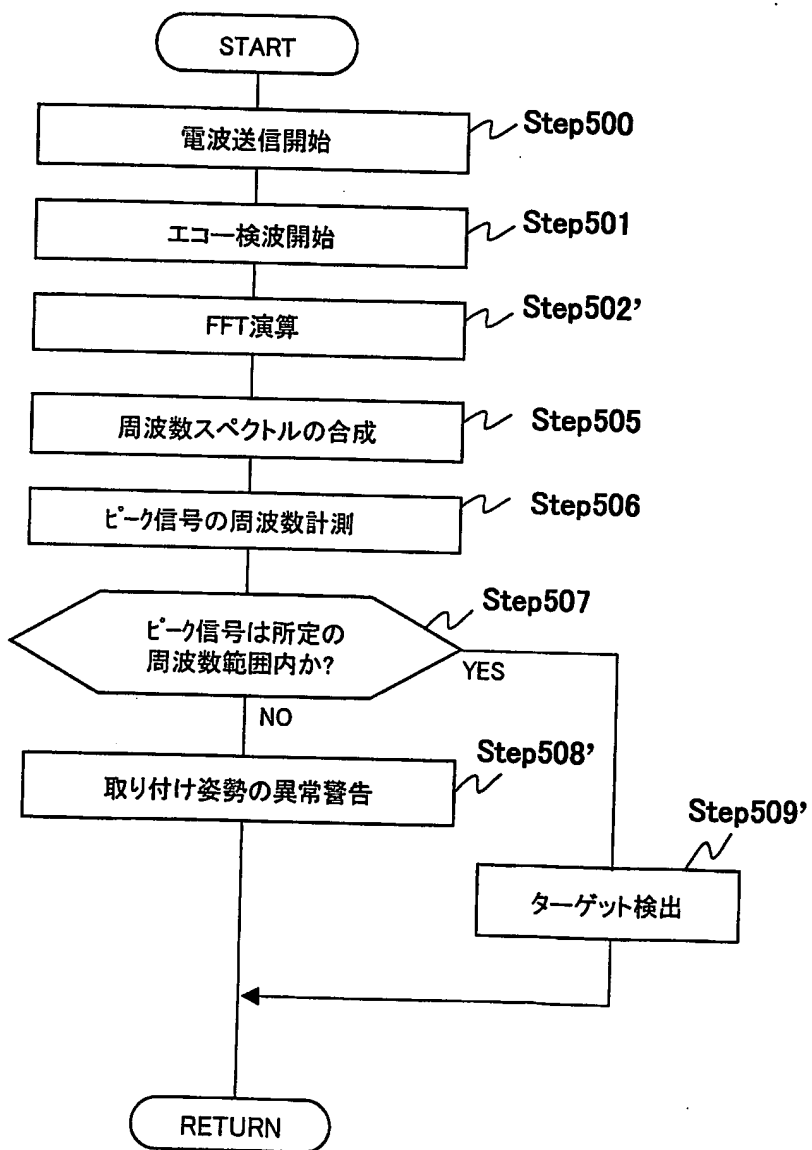 START
電波送信開始
Step500
エコー検波開始
Step501
FFT演算
Step502’
周波数スペクトルの合成
Step505
ﾋﾟｰｸ信号の周波数計測
Step506
ﾋﾟｰｸ信号は所定の
周波数範囲内か?
Step507
YES
NO
取り付け姿勢の異常警告
Step508’
Step509’
ターゲット検出
RETURN